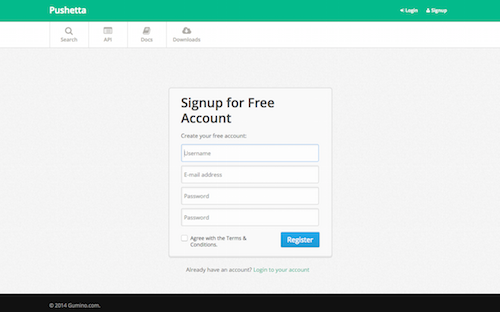 Pushetta
Login Signup
Search API Docs Downloads
Signup for Free
Account
Create your free account:
Username
E-mail address
Password
Password
Agree with the Terms &
Conditions.
Register
Already have an account? Login to your account
© 2014 Gumino.com.